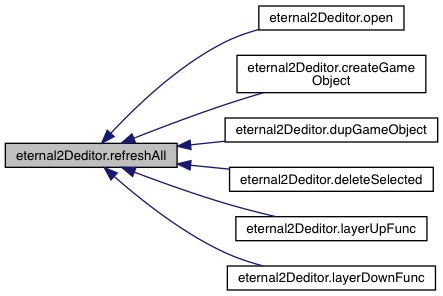 eternal2Deditor.open
eternal2Deditor.createGame
Object
eternal2Deditor.dupGameObject
eternal2Deditor.refreshAll
eternal2Deditor.deleteSelected
eternal2Deditor.layerUpFunc
eternal2Deditor.layerDownFunc